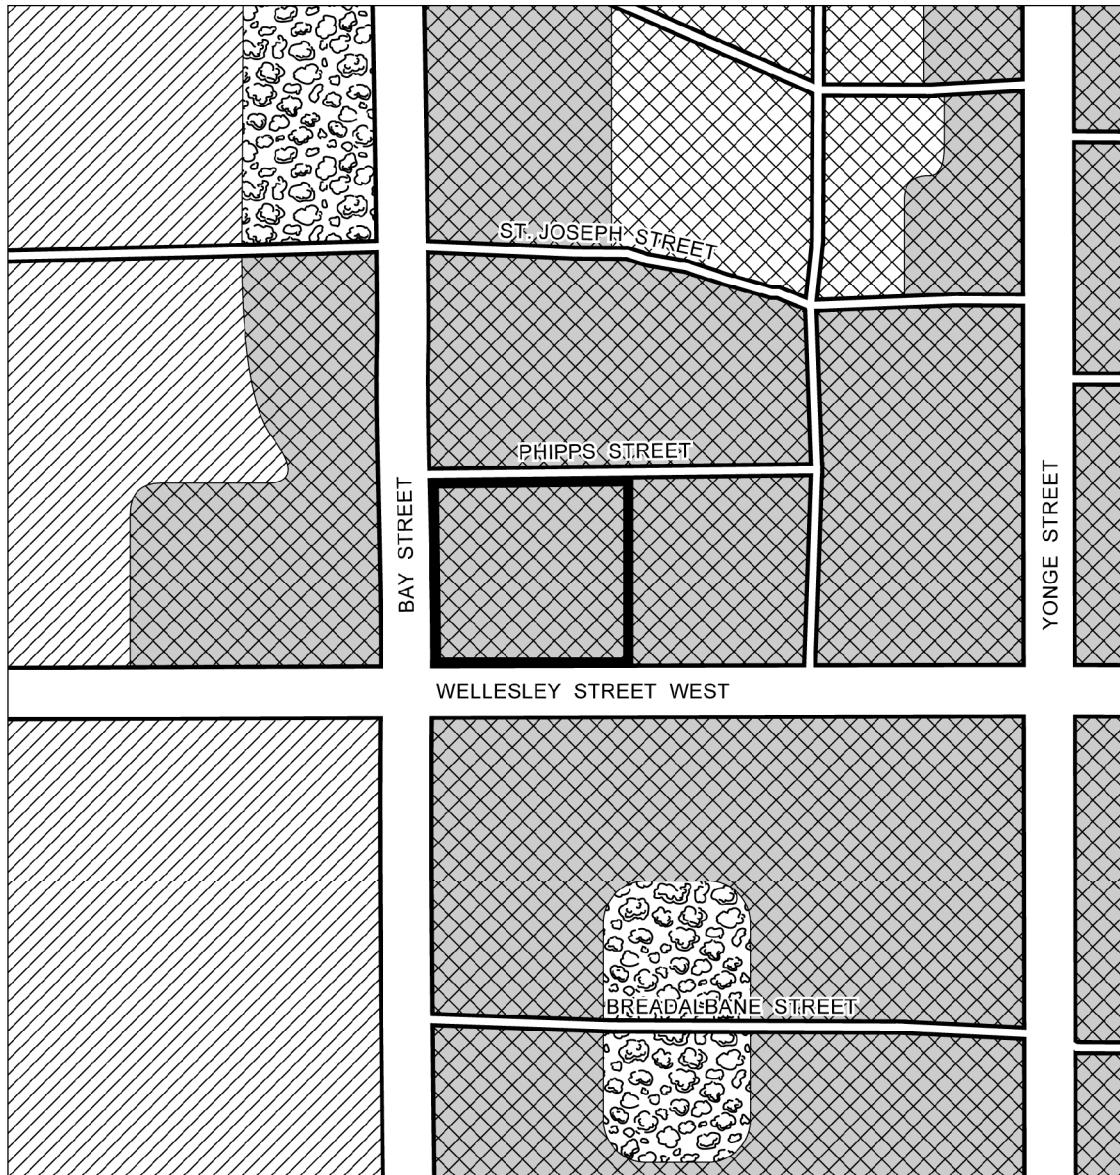 ST. JOSEPH STREET
PHIPPS STREET
BAY STREET
YONGE STREET
WELLESLEY STREET WEST
BREADALBANE STREET